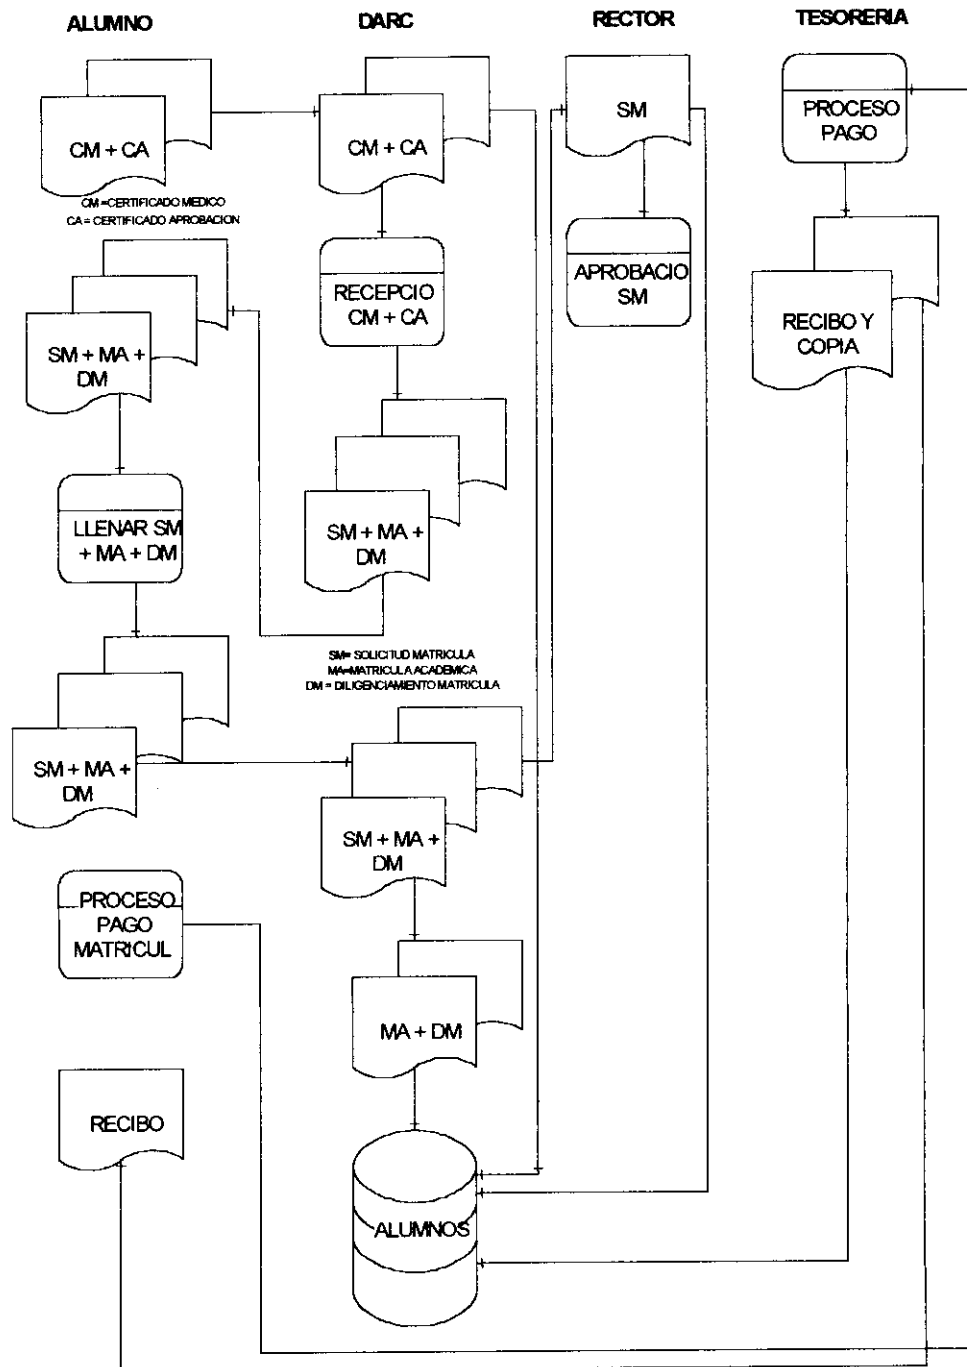 ALUMNO
DARC
RECTOR
TESORERIA
CM + CA
CM =CERTIFICADO MEDICO
CA = CERTIFICADO APROBACION
SM + MA +
DM
LLENAR SM
+ MA + DM
SM + MA +
DM
PROCESO
PAGO
MATRICUL
RECIBO
CM + CA
RECEPCIO
CM + CA
SM + MA +
DM
SM= SOLICITUD MATRICULA
MA=MATRICULA ACADEMICA
DM = DILIGENCIAMIENTO MATRICULA
SM + MA +
DM
MA + DM
ALUMNOS
SM
APROBACIO
SM
PROCESO
PAGO
RECIBO Y
COPIA